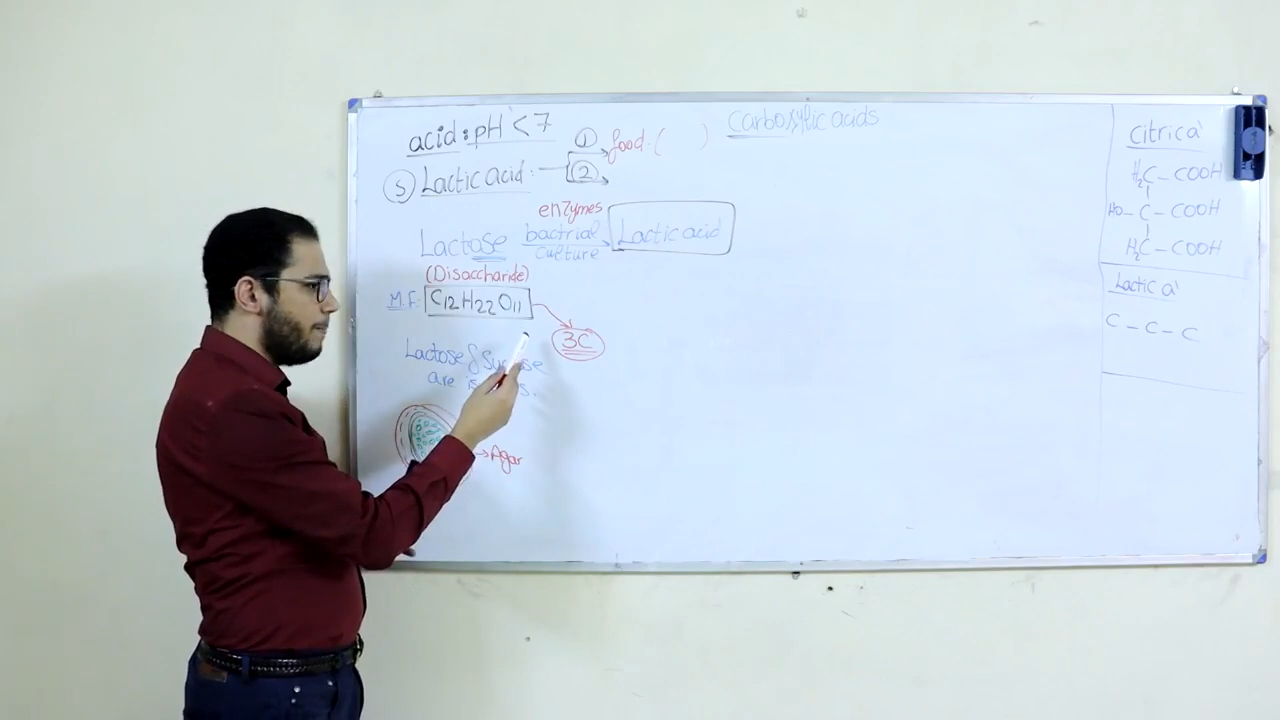 acid: pH < 7
① food. ( )
⑤ Lactic acid: ②
Carboxylic acids
enzymes
Lactose bactrial culture Lactic acid
(Disaccharide)
M.F. C12H22O11
3C
Lactose &
are
Agar
Citric a'
H2C - COOH
HO - C - COOH
H2C - COOH
Lactic a'
C - C - C